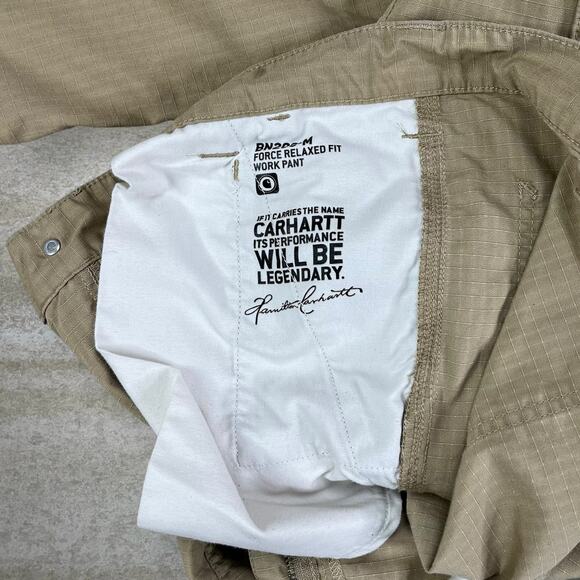 FORCE RELAXED FIT
WORK PANT
IF IT CARRIES THE NAME
CARHARTT
ITS PERFORMANCE
WILL BE
LEGENDARY.
Hamilton Carhartt